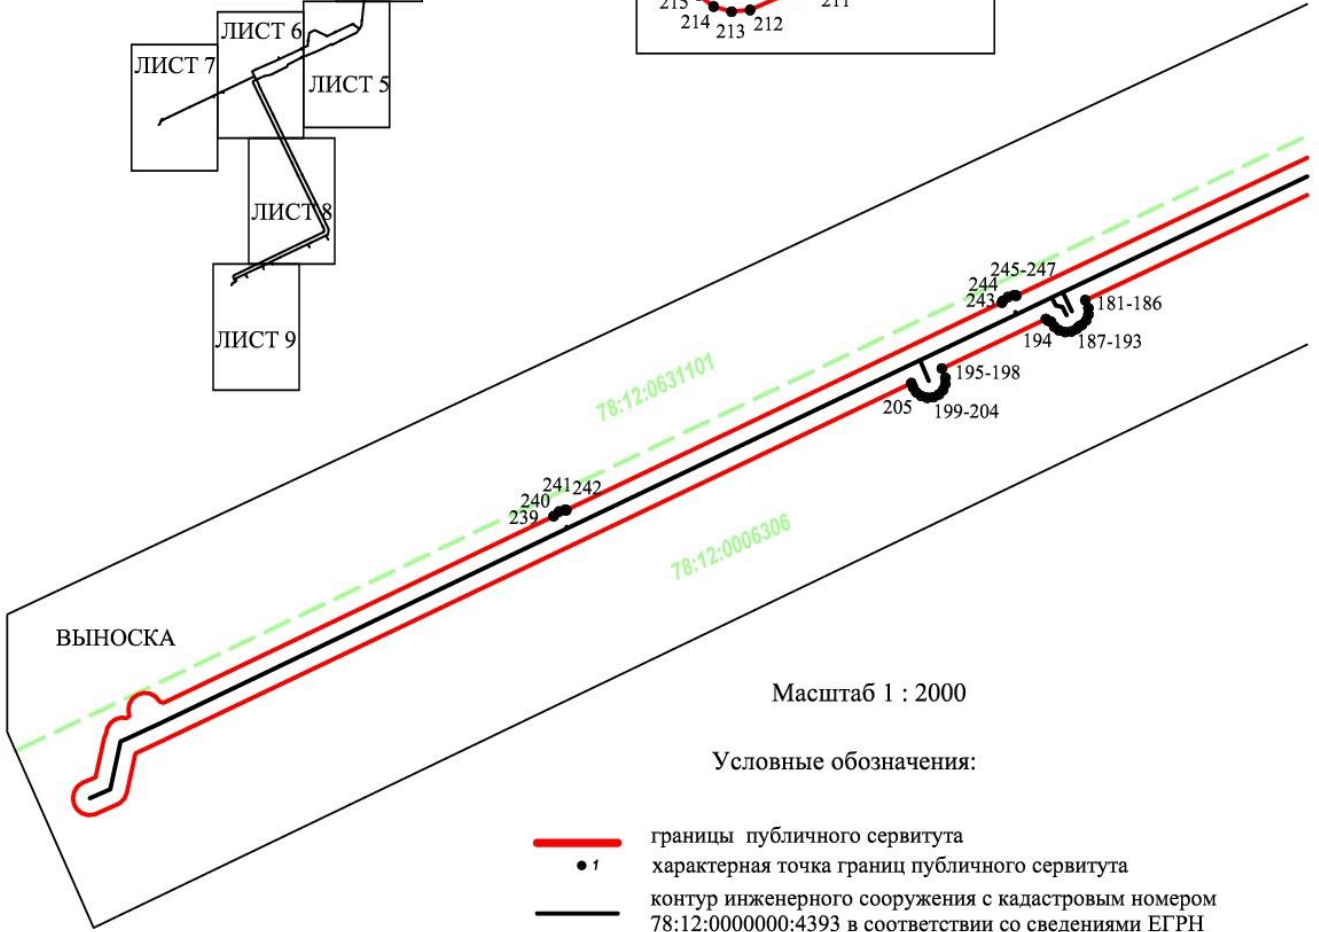 215
214
213
212
211
ЛИСТ 6
ЛИСТ 7
ЛИСТ 5
ЛИСТ 8
ЛИСТ 9
245-247
244
243
181-186
194
187-193
195-198
205
199-204
78:12:0631101
241
242
240
239
78:12:0006306
ВЫНОСКА
Масштаб 1 : 2000
Условные обозначения:
границы публичного сервитута
1
характерная точка границ публичного сервитута
контур инженерного сооружения с кадастровым номером
78:12:0000000:4393 в соответствии со сведениями ЕГРН